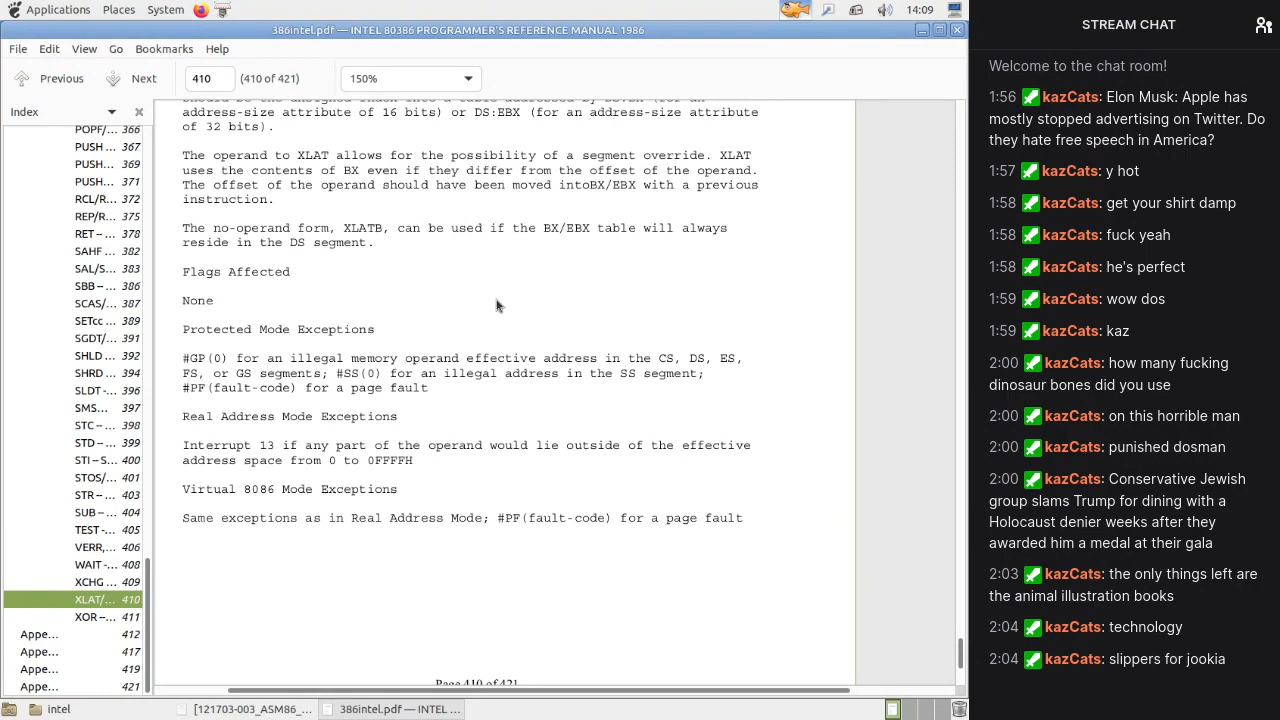 Applications Places System 14:09
386intel.pdf — INTEL 80386 PROGRAMMER'S REFERENCE MANUAL 1986
File Edit View Go Bookmarks Help
Previous Next 410 (410 of 421) 150%
Index
POPF/... 366
PUSH ... 367
PUSH... 369
PUSH... 371
RCL/R... 372
REP/R... 375
RET -- ... 378
SAHF ... 382
SAL/S... 383
SBB -- ... 386
SCAS/... 387
SETcc ... 389
SGDT/... 391
SHLD ... 392
SHRD ... 394
SLDT -... 396
SMS... 397
STC -- ... 398
STD -- ... 399
STI -- S... 400
STOS/... 401
STR -- ... 403
SUB -- ... 404
TEST -... 405
VERR,... 406
WAIT -... 408
XCHG ... 409
XLAT/... 410
XOR --... 411
Appe... 412
Appe... 417
Appe... 419
Appe... 421
address-size attribute of 16 bits) or DS:EBX (for an address-size attribute
of 32 bits).
The operand to XLAT allows for the possibility of a segment override. XLAT
uses the contents of BX even if they differ from the offset of the operand.
The offset of the operand should have been moved intoBX/EBX with a previous
instruction.
The no-operand form, XLATB, can be used if the BX/EBX table will always
reside in the DS segment.
Flags Affected
None
Protected Mode Exceptions
#GP(0) for an illegal memory operand effective address in the CS, DS, ES,
FS, or GS segments; #SS(0) for an illegal address in the SS segment;
#PF(fault-code) for a page fault
Real Address Mode Exceptions
Interrupt 13 if any part of the operand would lie outside of the effective
address space from 0 to 0FFFFH
Virtual 8086 Mode Exceptions
Same exceptions as in Real Address Mode; #PF(fault-code) for a page fault
Page 410 of 421
intel [121703-003_ASM86_... 386intel.pdf — INTEL ...
STREAM CHAT
Welcome to the chat room!
1:56 kazCats: Elon Musk: Apple has
mostly stopped advertising on Twitter. Do
they hate free speech in America?
1:57 kazCats: y hot
1:58 kazCats: get your shirt damp
1:58 kazCats: fuck yeah
1:58 kazCats: he's perfect
1:59 kazCats: wow dos
1:59 kazCats: kaz
2:00 kazCats: how many fucking
dinosaur bones did you use
2:00 kazCats: on this horrible man
2:00 kazCats: punished dosman
2:00 kazCats: Conservative Jewish
group slams Trump for dining with a
Holocaust denier weeks after they
awarded him a medal at their gala
2:03 kazCats: the only things left are
the animal illustration books
2:04 kazCats: technology
2:04 kazCats: slippers for jookia